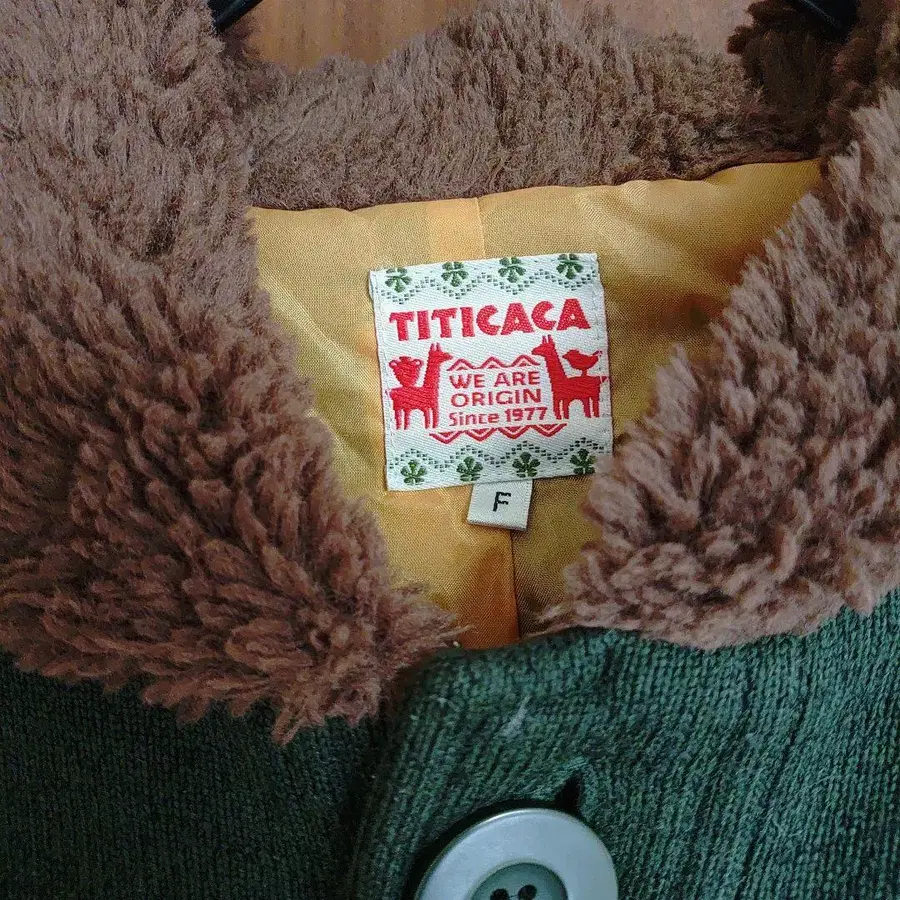 TITICACA
WE ARE
ORIGIN
Since 1977
F